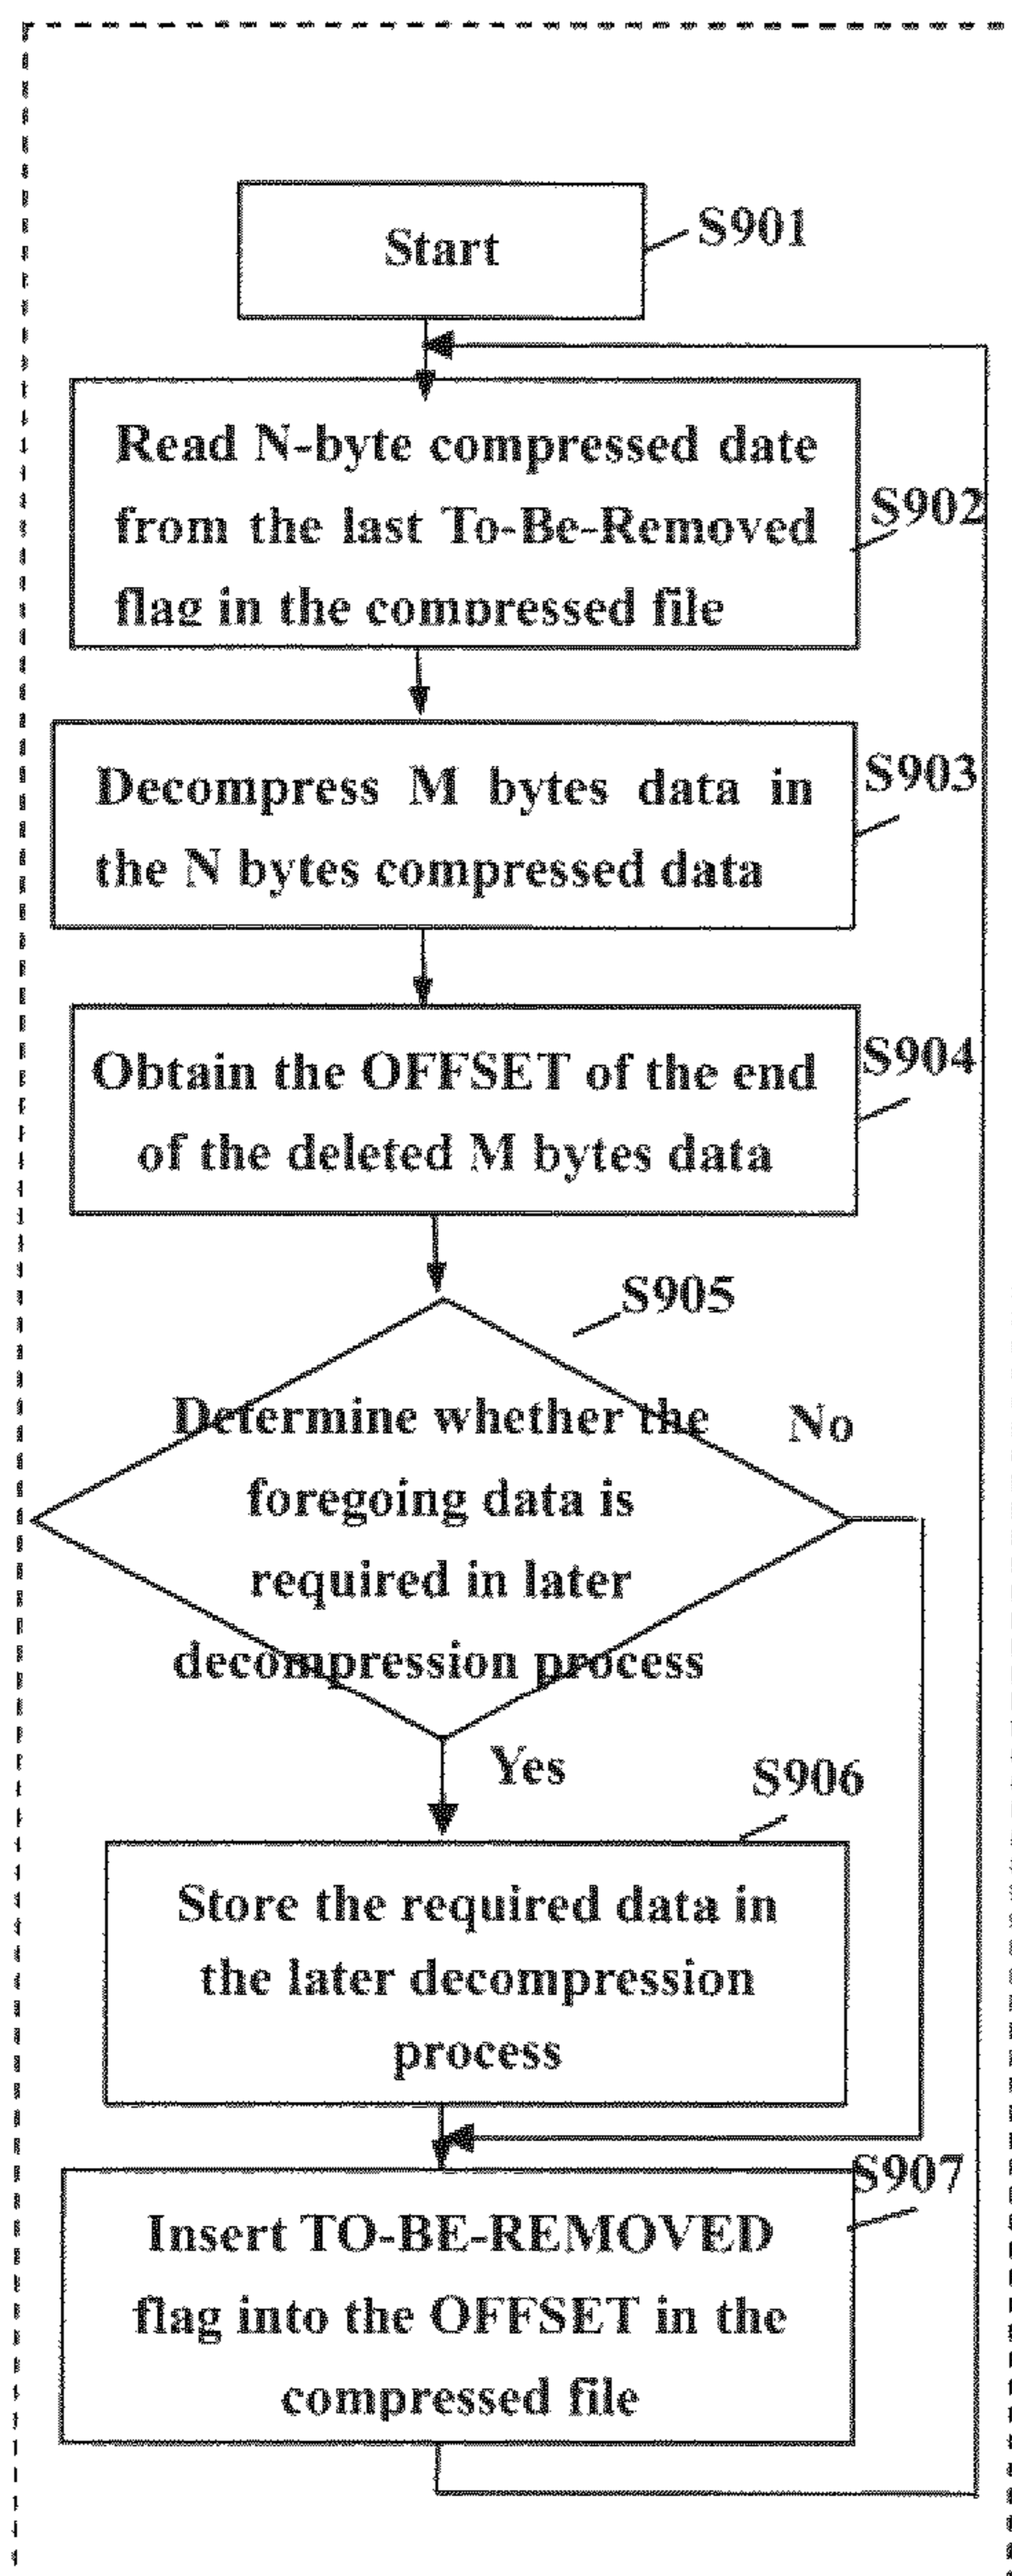 Start
S901
Read N-byte compressed date
from the last To-Be-Removed
flag in the compressed file
S902
Decompress M bytes data in
the N bytes compressed data
S903
Obtain the OFFSET of the end
of the deleted M bytes data
S904
S905
Determine whether the
foregoing data is
required in later
decompression process
No
Yes
S906
Store the required data in
the later decompression
process
S907
Insert TO-BE-REMOVED
flag into the OFFSET in the
compressed file